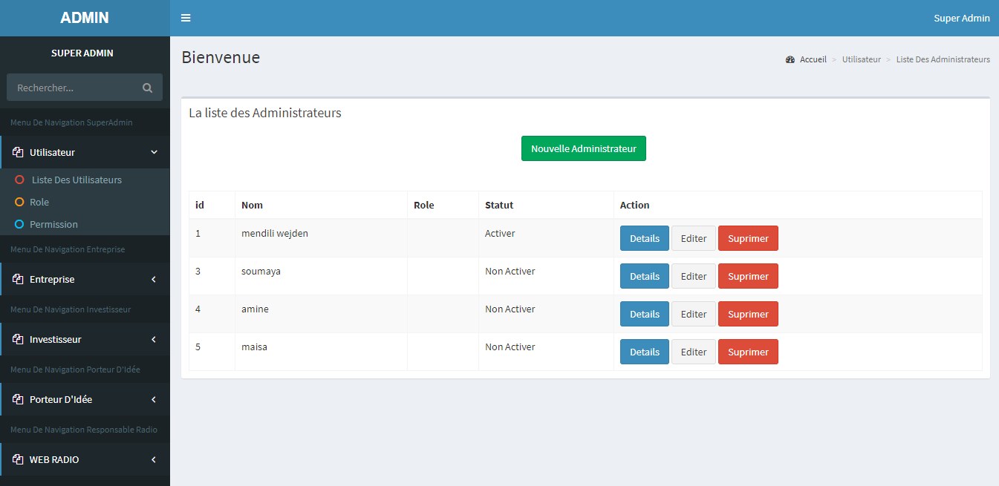 ADMIN
Super Admin
SUPER ADMIN
Rechercher...
Menu De Navigation SuperAdmin
Utilisateur
Liste Des Utilisateurs
Role
Permission
Menu De Navigation Entreprise
Entreprise
Menu De Navigation Investisseur
Investisseur
Menu De Navigation Porteur D'Idée
Porteur D'Idée
Menu De Navigation Responsable Radio
WEB RADIO
Bienvenue
Accueil > Utilisateur > Liste Des Administrateurs
La liste des Administrateurs
Nouvelle Administrateur
id Nom Role Statut Action
1 mendili wejden Activer Details Editer Suprimer
3 soumaya Non Activer Details Editer Suprimer
4 amine Non Activer Details Editer Suprimer
5 maisa Non Activer Details Editer Suprimer